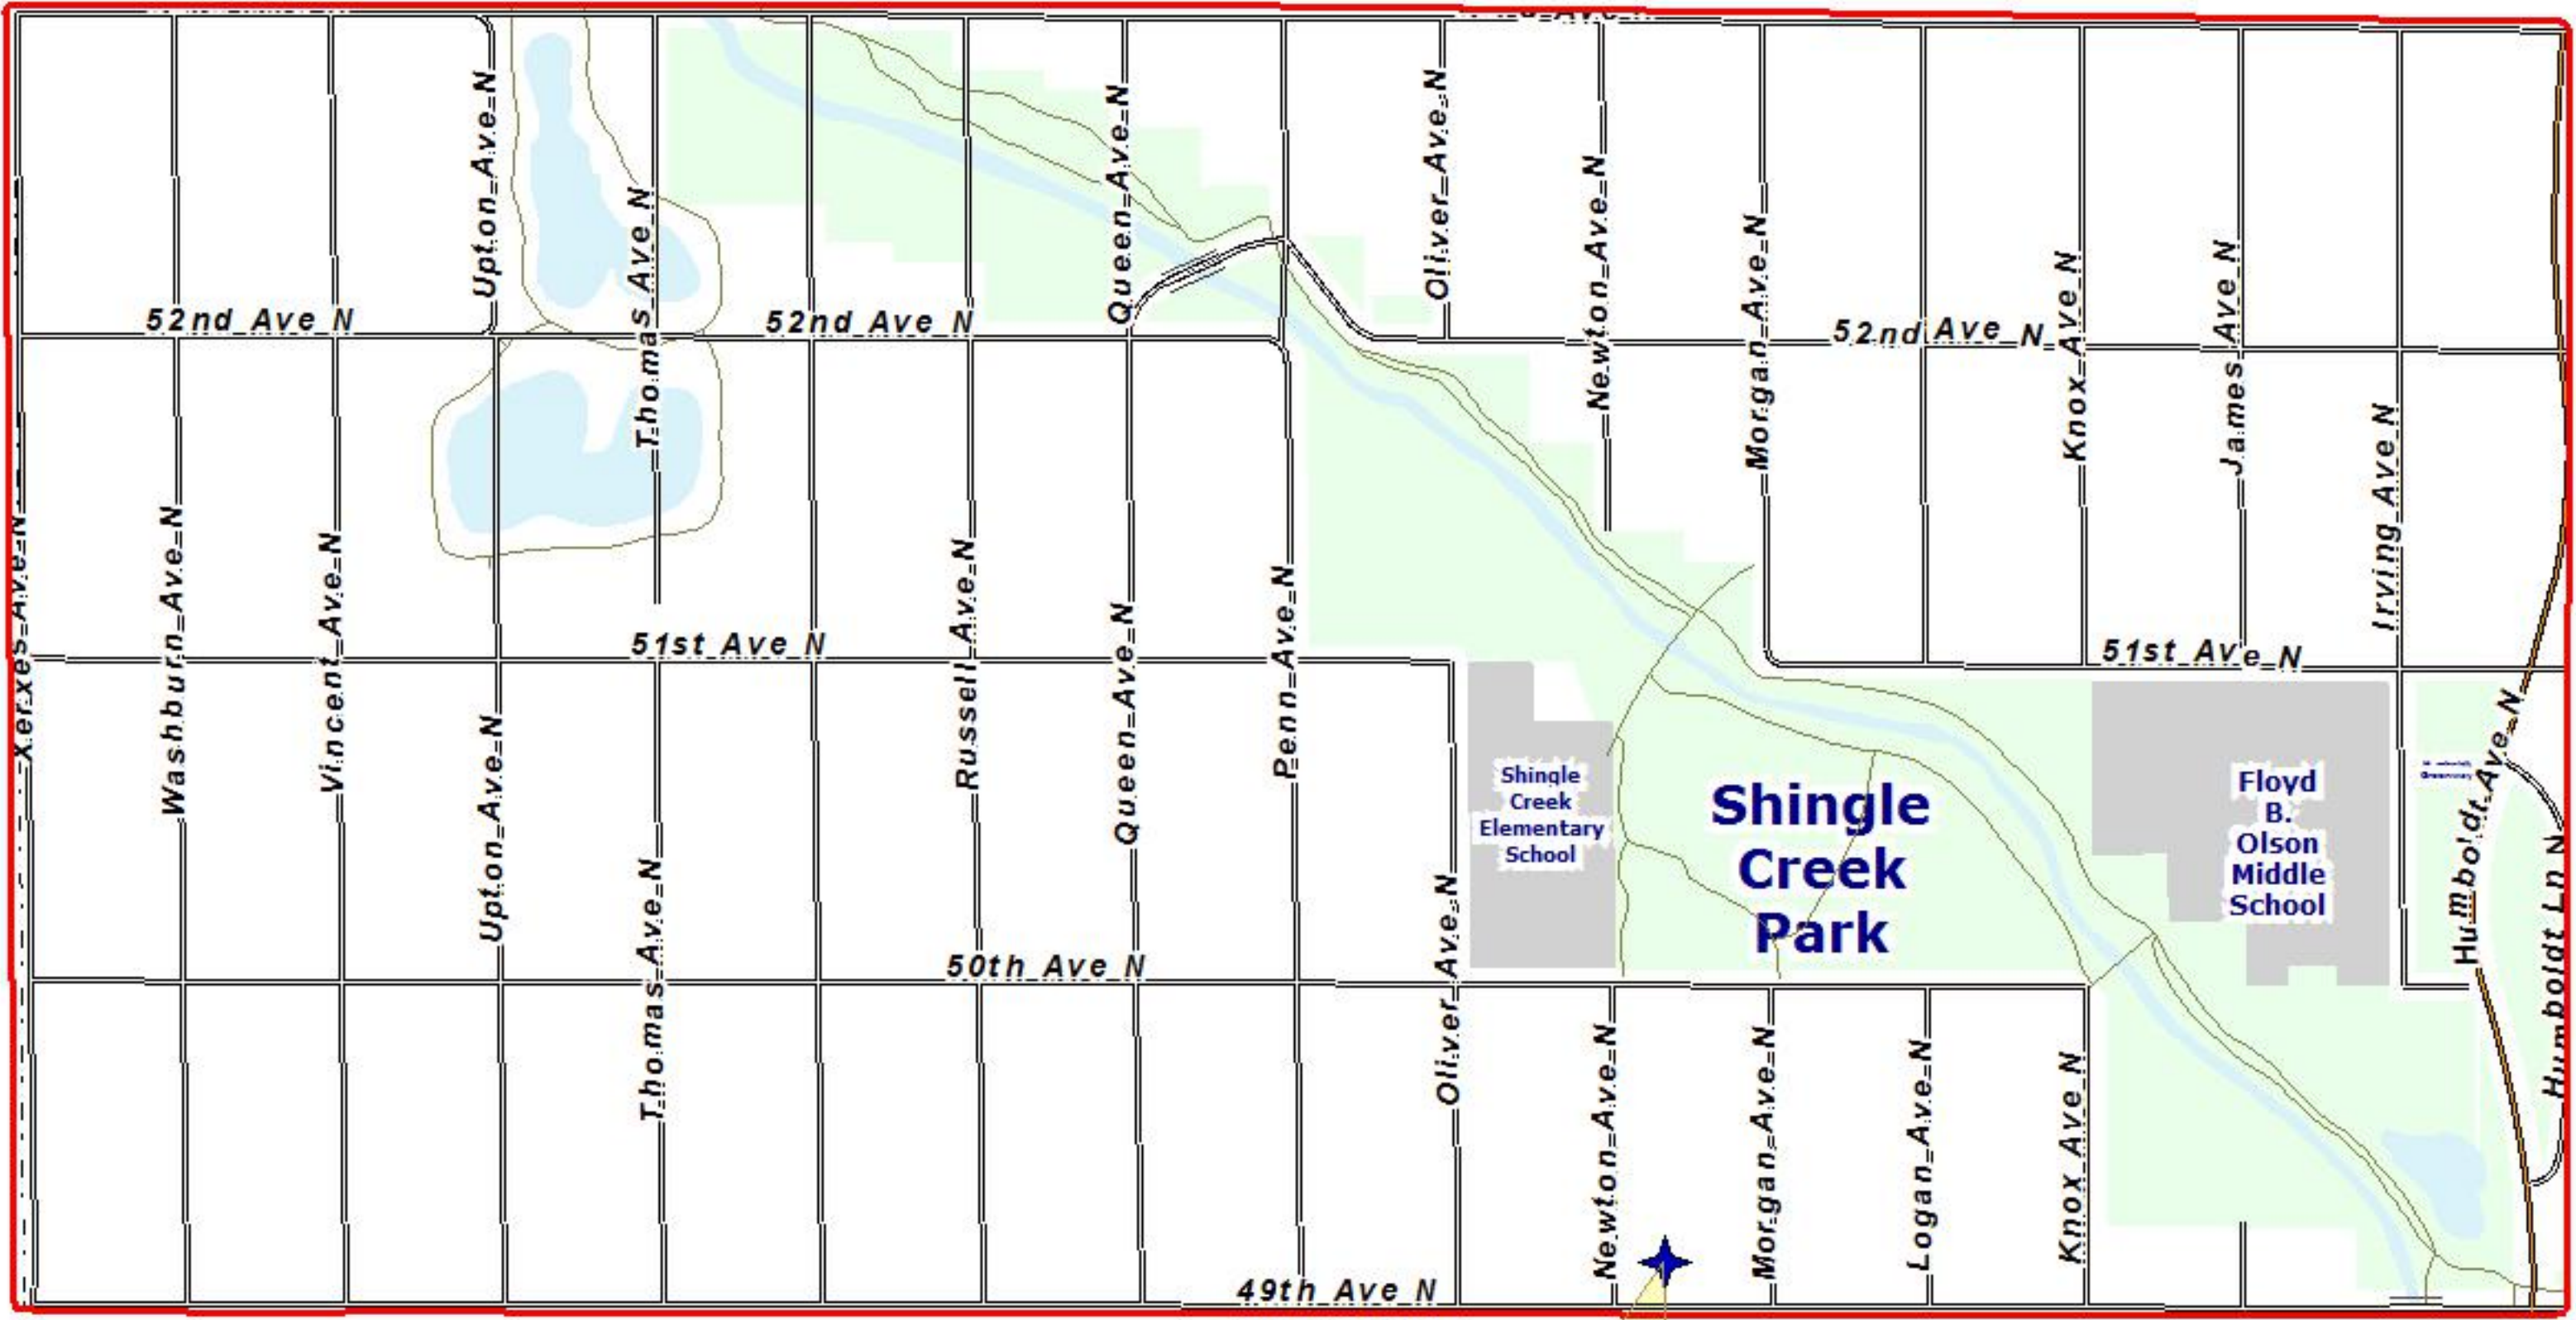 Upton Ave N
Queen Ave N
Oliver Ave N
Newton Ave N
Thomas Ave N
Morgan Ave N
Knox Ave N
James Ave N
52nd Ave N
52nd Ave N
52nd Ave N
Irving Ave N
Xerxes Ave N
Washburn Ave N
Vincent Ave N
Russell Ave N
Penn Ave N
Queen Ave N
51st Ave N
51st Ave N
Upton Ave N
Humboldt Ave N
Shingle
Creek
Elementary
School
Shingle
Creek
Park
Floyd
B.
Olson
Middle
School
Thomas Ave N
Oliver Ave N
Humboldt Ln N
50th Ave N
Newton Ave N
Morgan Ave N
Logan Ave N
Knox Ave N
49th Ave N